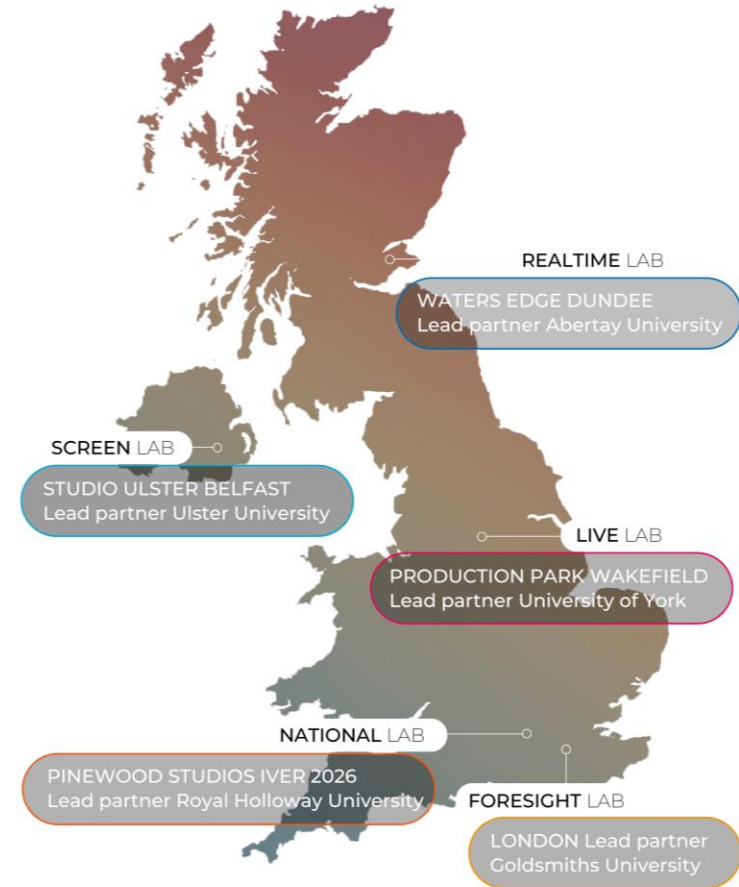 REALTIME LAB
WATERS EDGE DUNDEE
Lead partner Abertay University
SCREEN LAB
STUDIO ULSTER BELFAST
Lead partner Ulster University
LIVE LAB
PRODUCTION PARK WAKEFIELD
Lead partner University of York
NATIONAL LAB
PINEWOOD STUDIOS IVER 2026
Lead partner Royal Holloway University
FORESIGHT LAB
LONDON Lead partner
Goldsmiths University